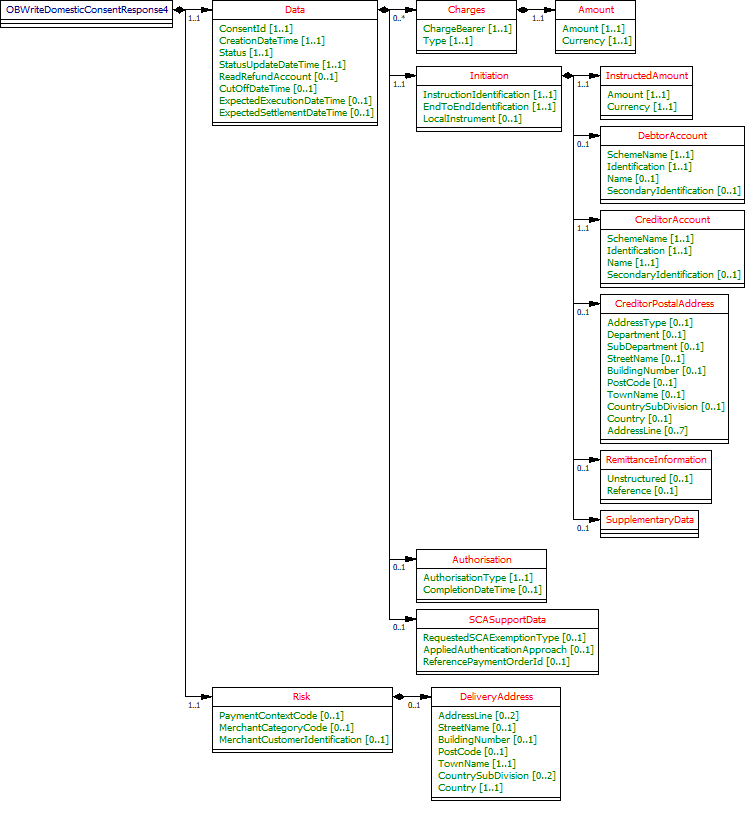 OBWriteDomesticConsentResponse4
1..1
Data
ConsentId [1..1]
CreationDateTime [1..1]
Status [1..1]
StatusUpdateDateTime [1..1]
ReadRefundAccount [0..1]
CutOffDateTime [0..1]
ExpectedExecutionDateTime [0..1]
ExpectedSettlementDateTime [0..1]
0..*
Charges
ChargeBearer [1..1]
Type [1..1]
1..1
Amount
Amount [1..1]
Currency [1..1]
1..1
Initiation
InstructionIdentification [1..1]
EndToEndIdentification [1..1]
LocalInstrument [0..1]
1..1
InstructedAmount
Amount [1..1]
Currency [1..1]
0..1
DebtorAccount
SchemeName [1..1]
Identification [1..1]
Name [0..1]
SecondaryIdentification [0..1]
1..1
CreditorAccount
SchemeName [1..1]
Identification [1..1]
Name [1..1]
SecondaryIdentification [0..1]
0..1
CreditorPostalAddress
AddressType [0..1]
Department [0..1]
SubDepartment [0..1]
StreetName [0..1]
BuildingNumber [0..1]
PostCode [0..1]
TownName [0..1]
CountrySubDivision [0..1]
Country [0..1]
AddressLine [0..7]
0..1
RemittanceInformation
Unstructured [0..1]
Reference [0..1]
0..1
SupplementaryData
0..1
Authorisation
AuthorisationType [1..1]
CompletionDateTime [0..1]
0..1
SCASupportData
RequestedSCAExemptionType [0..1]
AppliedAuthenticationApproach [0..1]
ReferencePaymentOrderId [0..1]
1..1
Risk
PaymentContextCode [0..1]
MerchantCategoryCode [0..1]
MerchantCustomerIdentification [0..1]
0..1
DeliveryAddress
AddressLine [0..2]
StreetName [0..1]
BuildingNumber [0..1]
PostCode [0..1]
TownName [1..1]
CountrySubDivision [0..2]
Country [1..1]